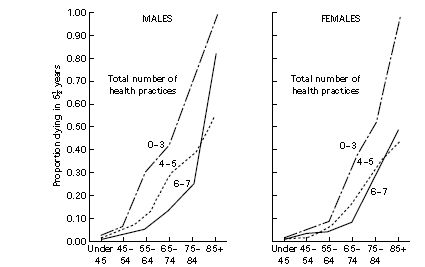 MALES
FEMALES
Proportion dying in 5½ years
1.00
0.90
0.80
0.70
0.60
0.50
0.40
0.30
0.20
0.10
0.00
Total number of
health practices
0–3
4–5
6–7
Under 45– 55– 65– 75– 85+
45 54 64 74 84
Total number of
health practices
0–3
4–5
6–7
Under 45– 55– 65– 75– 85+
45 54 64 74 84